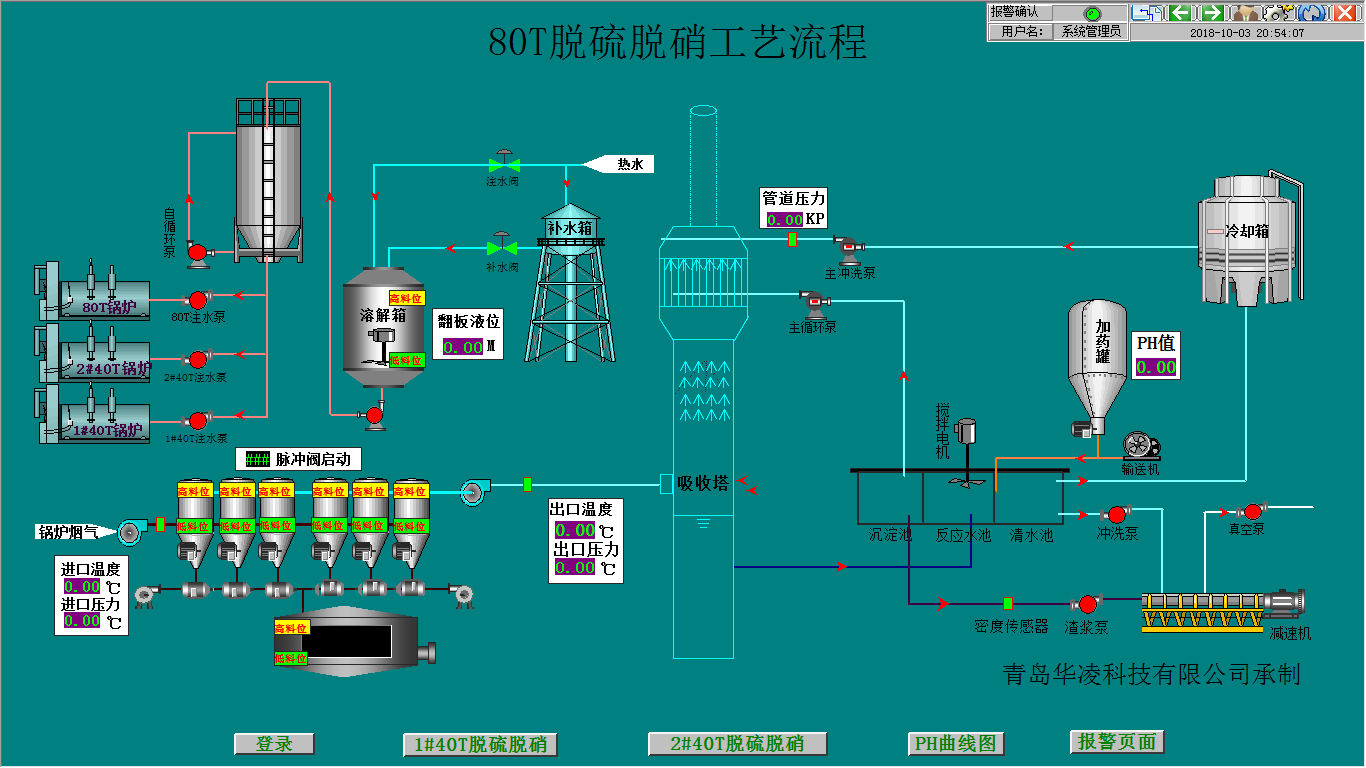 80T脱硫脱硝工艺流程
报警确认
用户名：
系统管理员
2018-10-03 20:54:07
热水
注水阀
补水箱
补水阀
自循环泵
80T锅炉
80T注水泵
2#40T锅炉
2#40T注水泵
1#40T锅炉
1#40T注水泵
高料位
溶解箱
低料位
翻板液位
0.00 M
管道压力
0.00 KP
主冲洗泵
主循环泵
冷却箱
加药罐
PH值
0.00
搅拌电机
输送机
脉冲阀启动
高料位 高料位 高料位 高料位 高料位 高料位
低料位 低料位 低料位 低料位 低料位 低料位
锅炉烟气
进口温度
0.00 ℃
进口压力
0.00 ℃
出口温度
0.00 ℃
出口压力
0.00 ℃
吸收塔
沉淀池
反应水池
清水池
冲洗泵
真空泵
高料位
低料位
密度传感器
渣浆泵
减速机
青岛华凌科技有限公司承制
登录
1#40T脱硫脱硝
2#40T脱硫脱硝
PH曲线图
报警页面